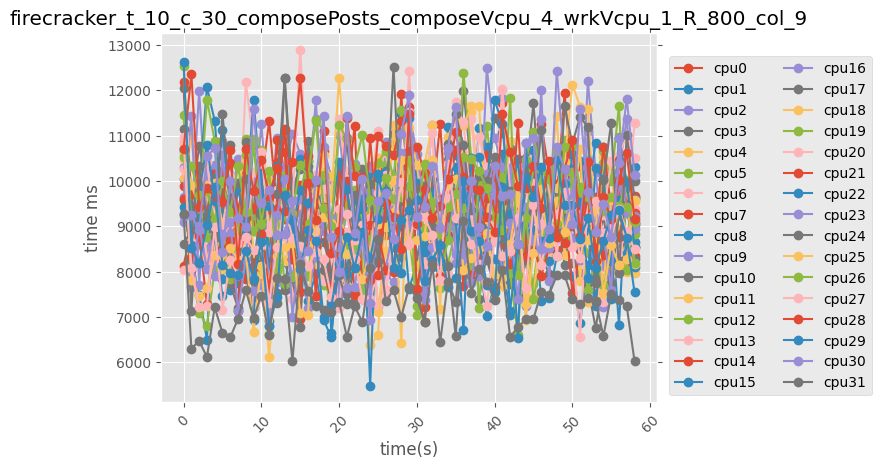 firecracker_t_10_c_30_composePosts_composeVcpu_4_wrkVcpu_1_R_800_col_9
13000
12000
11000
10000
9000
8000
7000
6000
time ms
0
10
20
30
40
50
60
time(s)
cpu0
cpu1
cpu2
cpu3
cpu4
cpu5
cpu6
cpu7
cpu8
cpu9
cpu10
cpu11
cpu12
cpu13
cpu14
cpu15
cpu16
cpu17
cpu18
cpu19
cpu20
cpu21
cpu22
cpu23
cpu24
cpu25
cpu26
cpu27
cpu28
cpu29
cpu30
cpu31